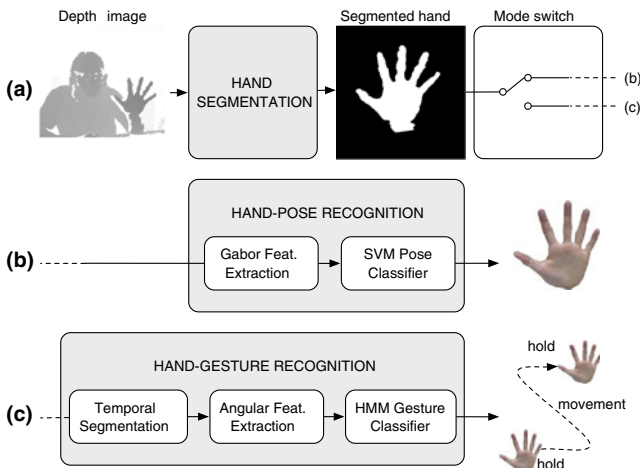 Depth image
Segmented hand
Mode switch
(a)
HAND
SEGMENTATION
(b)
(c)
HAND-POSE RECOGNITION
(b)
Gabor Feat.
Extraction
SVM Pose
Classifier
HAND-GESTURE RECOGNITION
(c)
Temporal
Segmentation
Angular Feat.
Extraction
HMM Gesture
Classifier
hold
movement
hold